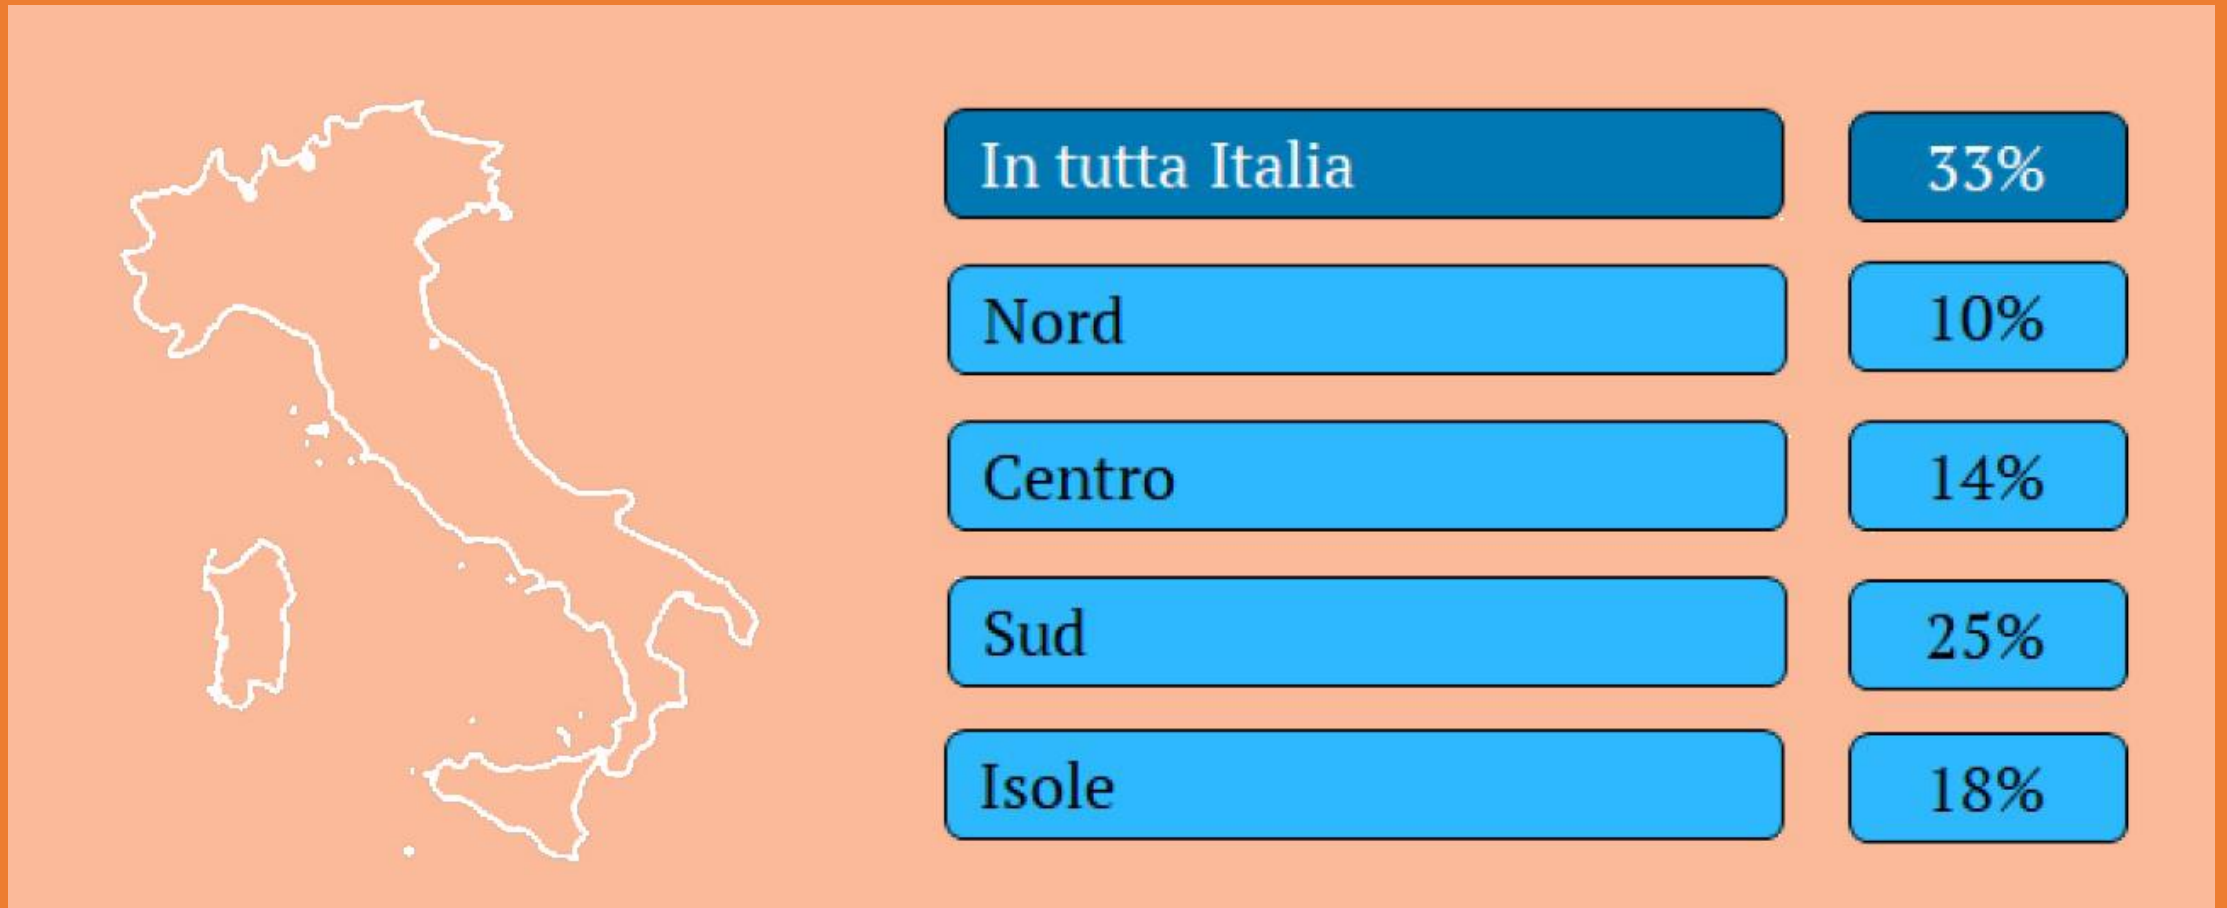 In tutta Italia 33%
Nord 10%
Centro 14%
Sud 25%
Isole 18%